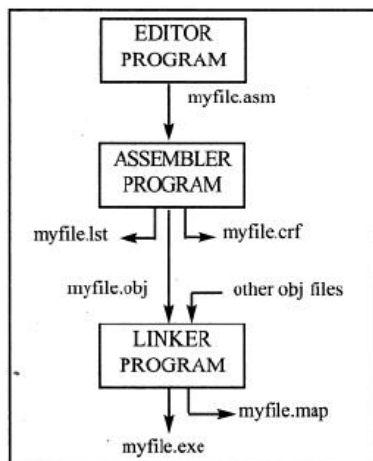 EDITOR
PROGRAM
myfile.asm
ASSEMBLER
PROGRAM
myfile.lst
myfile.crf
myfile.obj
other obj files
LINKER
PROGRAM
myfile.map
myfile.exe